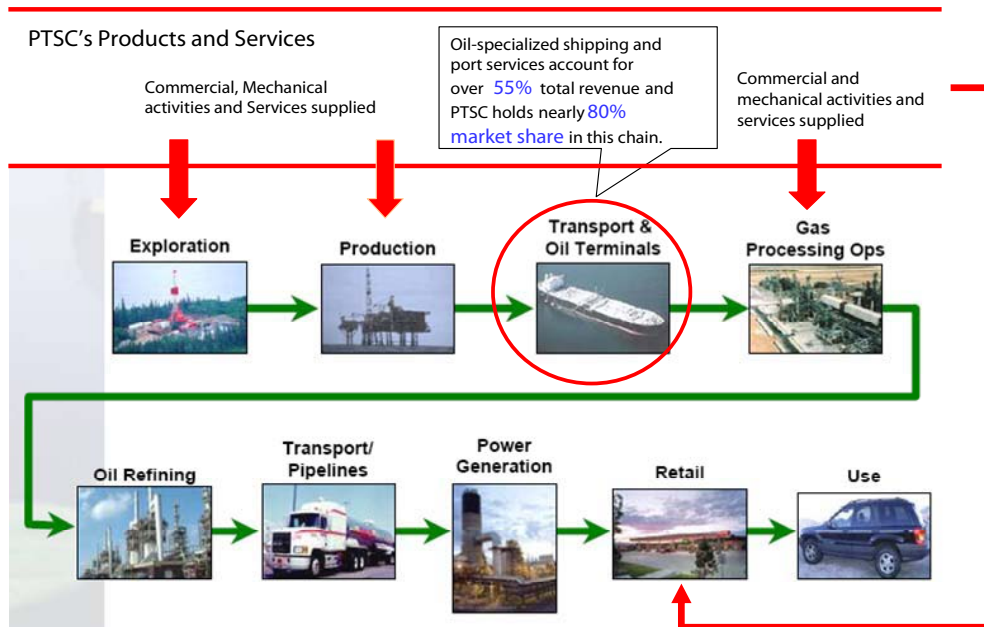 PTSC's Products and Services
Commercial, Mechanical
activities and Services supplied
Oil-specialized shipping and
port services account for
over 55% total revenue and
PTSC holds nearly 80%
market share in this chain.
Commercial and
mechanical activities and
services supplied
Exploration
Production
Transport &
Oil Terminals
Gas
Processing Ops
Oil Refining
Transport/
Pipelines
Power
Generation
Retail
Use